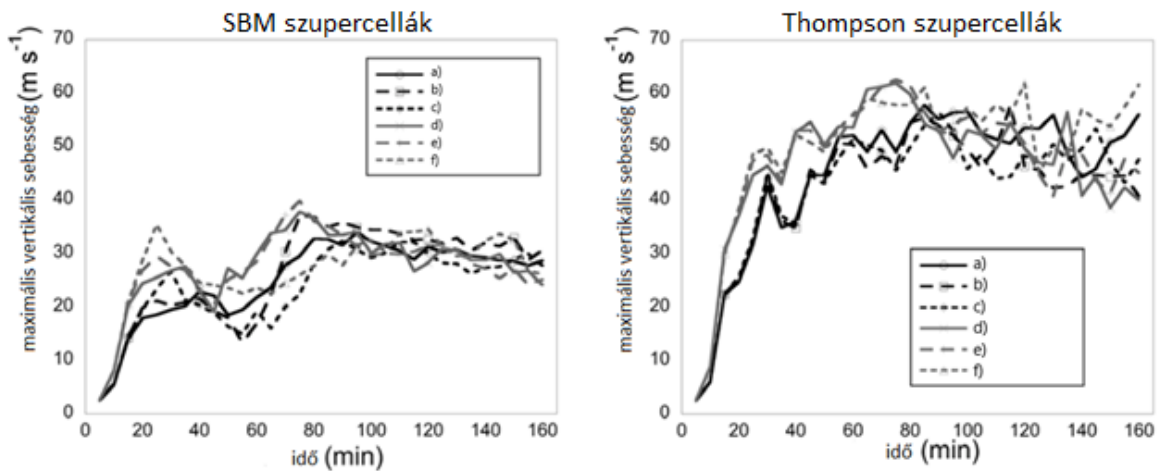 SBM szupercellák
maximális vertikális sebesség (m s⁻¹)
70
60
50
40
30
20
10
0
a)
b)
c)
d)
e)
f)
0 20 40 60 80 100 120 140 160
idő (min)
Thompson szupercellák
maximális vertikális sebesség (m s⁻¹)
70
60
50
40
30
20
10
0
a)
b)
c)
d)
e)
f)
0 20 40 60 80 100 120 140 160
idő (min)